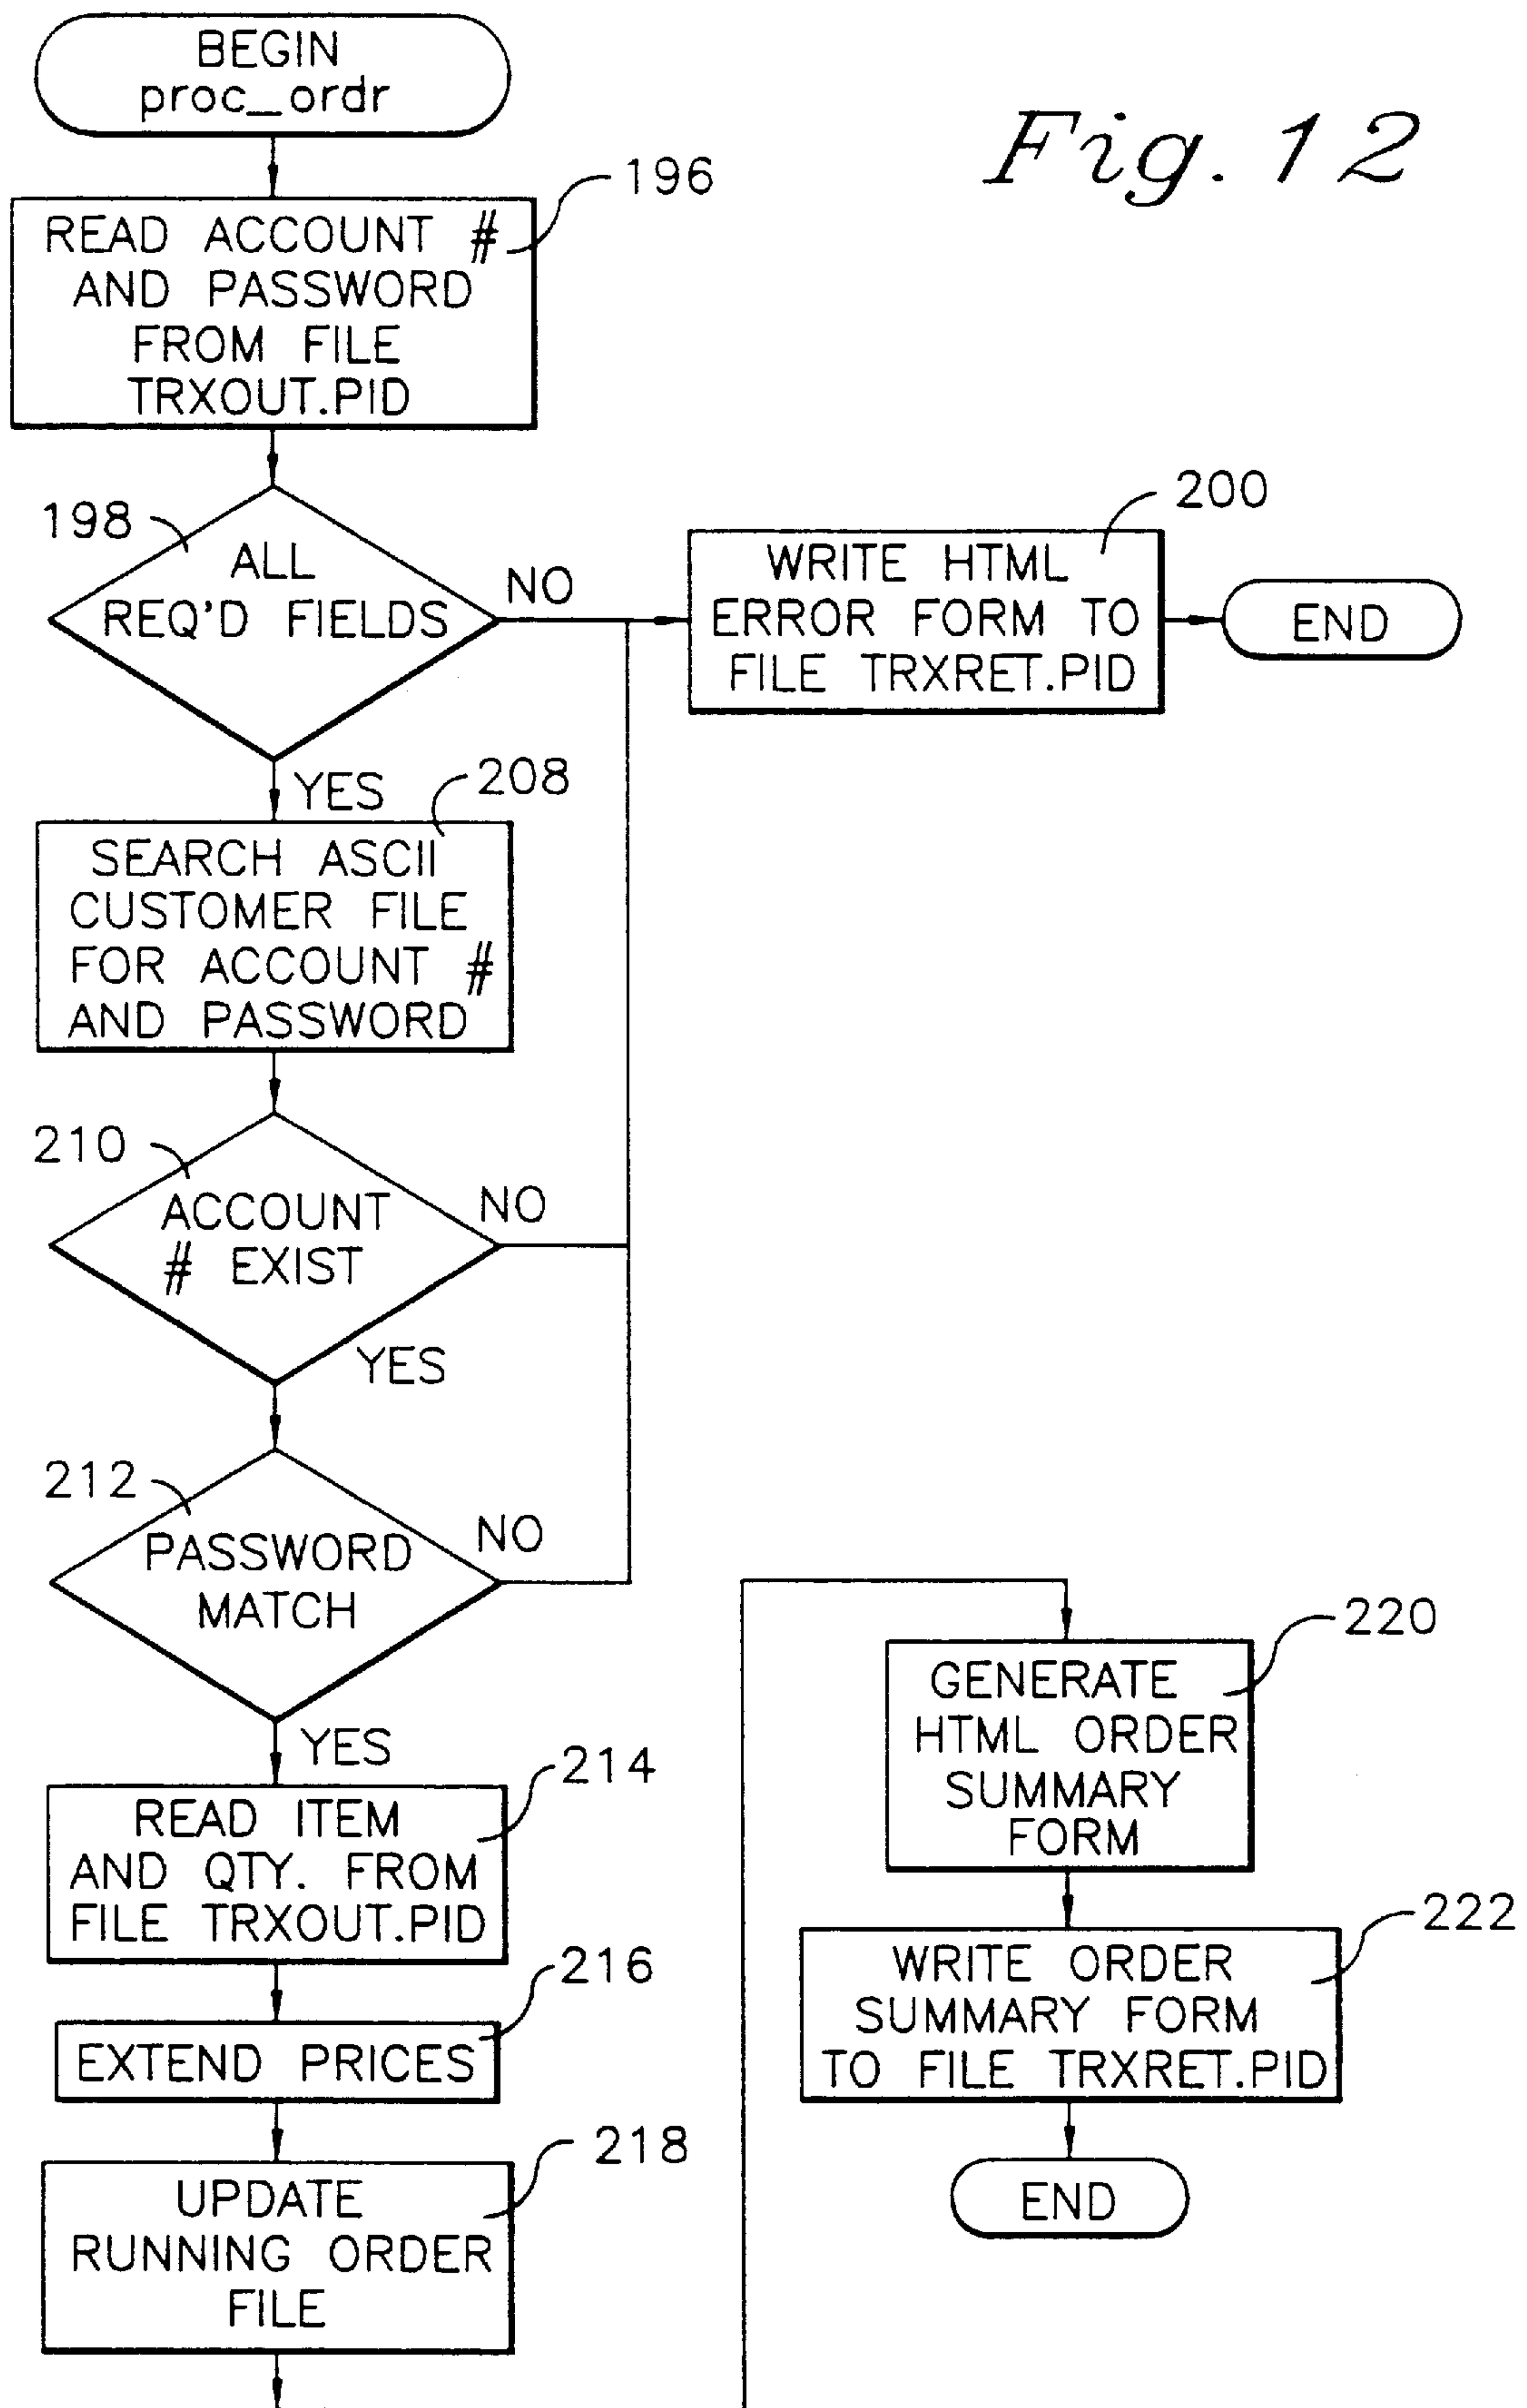 BEGIN
proc_ordr
Fig. 12
196
READ ACCOUNT #
AND PASSWORD
FROM FILE
TRXOUT.PID
198
ALL
REQ'D FIELDS
NO
200
WRITE HTML
ERROR FORM TO
FILE TRXRET.PID
END
YES
208
SEARCH ASCII
CUSTOMER FILE
FOR ACCOUNT #
AND PASSWORD
210
ACCOUNT
# EXIST
NO
YES
212
PASSWORD
MATCH
NO
YES
214
READ ITEM
AND QTY. FROM
FILE TRXOUT.PID
216
EXTEND PRICES
218
UPDATE
RUNNING ORDER
FILE
220
GENERATE
HTML ORDER
SUMMARY
FORM
222
WRITE ORDER
SUMMARY FORM
TO FILE TRXRET.PID
END